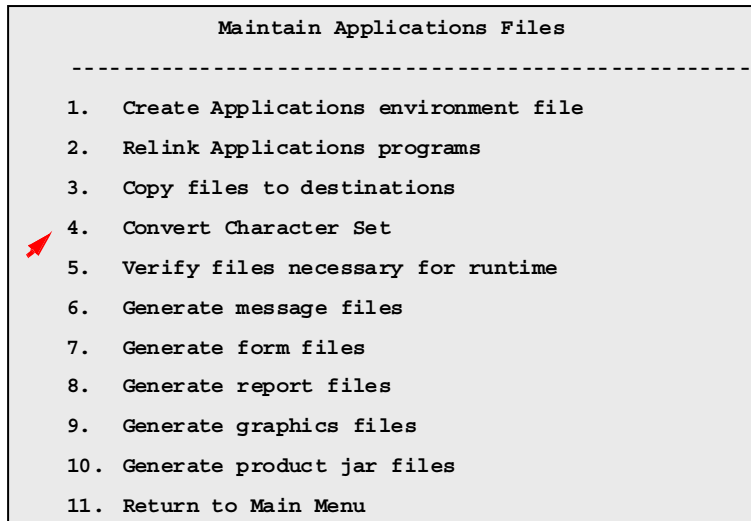 Maintain Applications Files
----------------------------------------------------
1. Create Applications environment file
2. Relink Applications programs
3. Copy files to destinations
4. Convert Character Set
5. Verify files necessary for runtime
6. Generate message files
7. Generate form files
8. Generate report files
9. Generate graphics files
10. Generate product jar files
11. Return to Main Menu